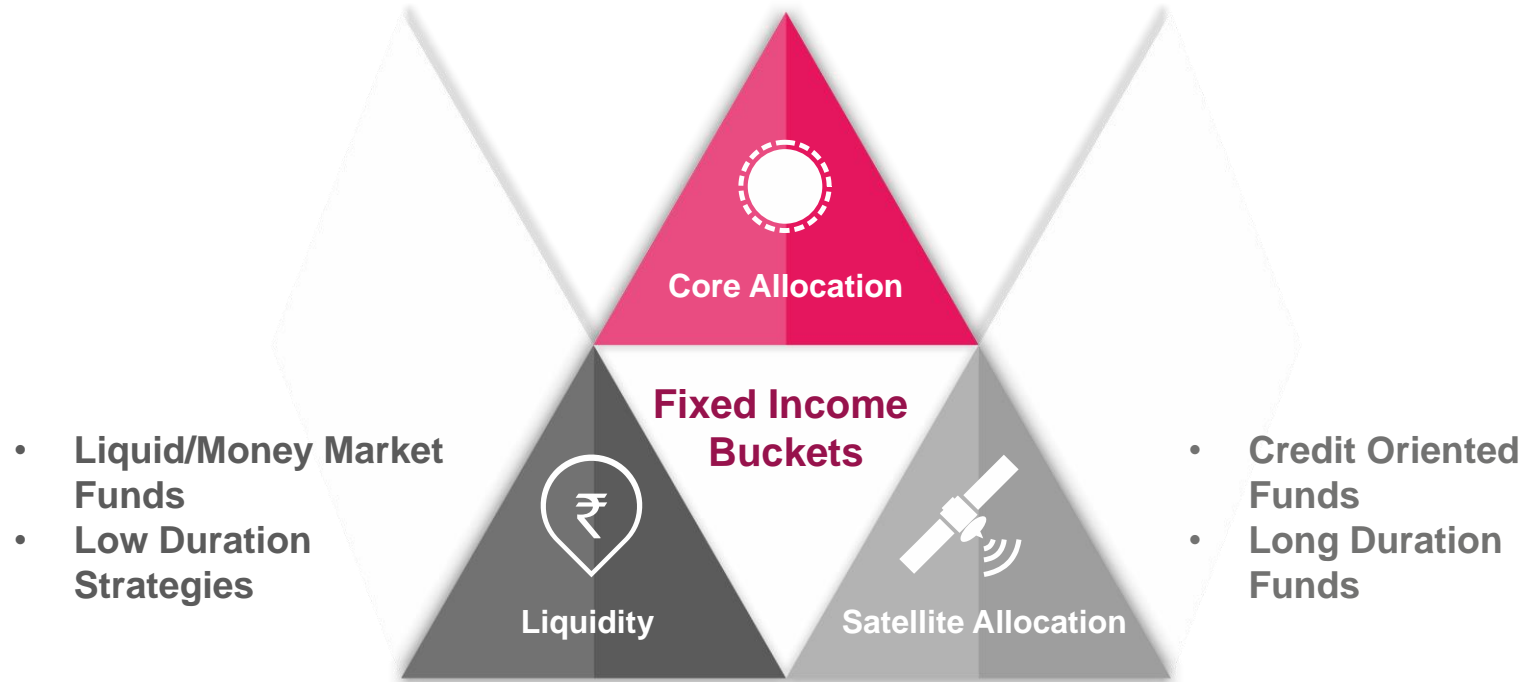 Core Allocation
Fixed Income
Buckets
• Liquid/Money Market
Funds
• Low Duration
Strategies
₹
Liquidity
Satellite Allocation
• Credit Oriented
Funds
• Long Duration
Funds